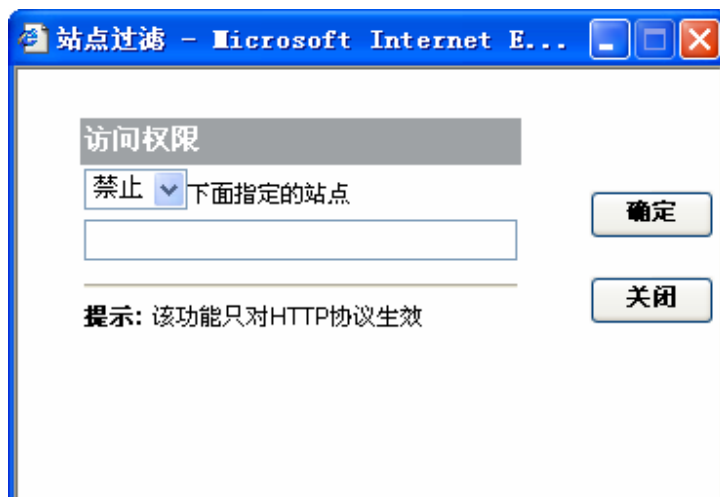 站点过滤 - Microsoft Internet E...
访问权限
禁止 下面指定的站点
确定
关闭
提示: 该功能只对HTTP协议生效